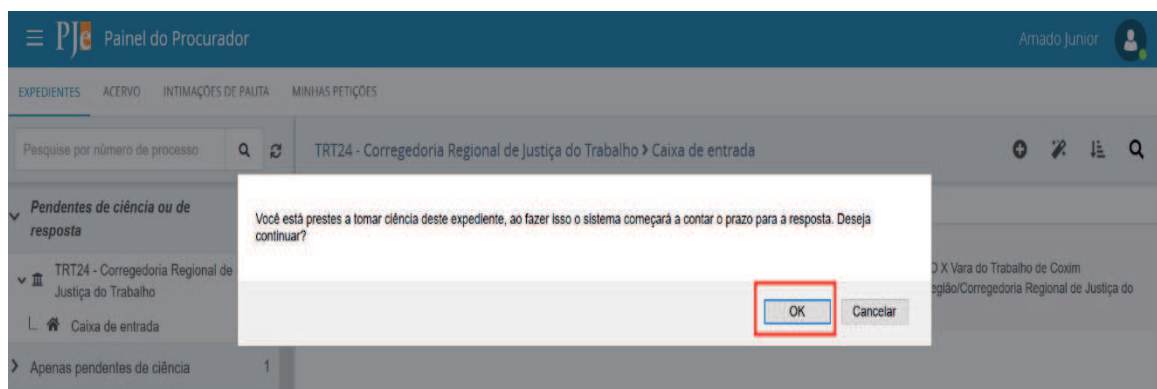 PJe Painel do Procurador
Amado Junior
EXPEDIENTES ACERVO INTIMAÇÕES DE PAUTA MINHAS PETIÇÕES
Pesquise por número de processo
TRT24 - Corregedoria Regional de Justiça do Trabalho > Caixa de entrada
Pendentes de ciência ou de
resposta
Você está prestes a tomar ciência deste expediente, ao fazer isso o sistema começará a contar o prazo para a resposta. Deseja
continuar?
TRT24 - Corregedoria Regional de
Justiça do Trabalho
X Vara do Trabalho de Coxim
egião/Corregedoria Regional de Justiça do
OK Cancelar
Caixa de entrada
Apenas pendentes de ciência 1